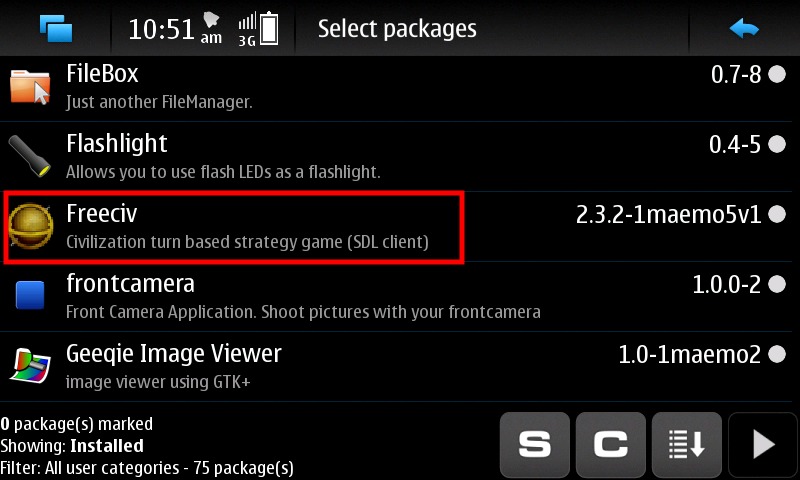 10:51 am 3G Select packages
FileBox 0.7-8
Just another FileManager.
Flashlight 0.4-5
Allows you to use flash LEDs as a flashlight.
Freeciv 2.3.2-1maemo5v1
Civilization turn based strategy game (SDL client)
frontcamera 1.0.0-2
Front Camera Application. Shoot pictures with your frontcamera
Geeqie Image Viewer 1.0-1maemo2
image viewer using GTK+
0 package(s) marked
Showing: Installed
Filter: All user categories - 75 package(s)
S C